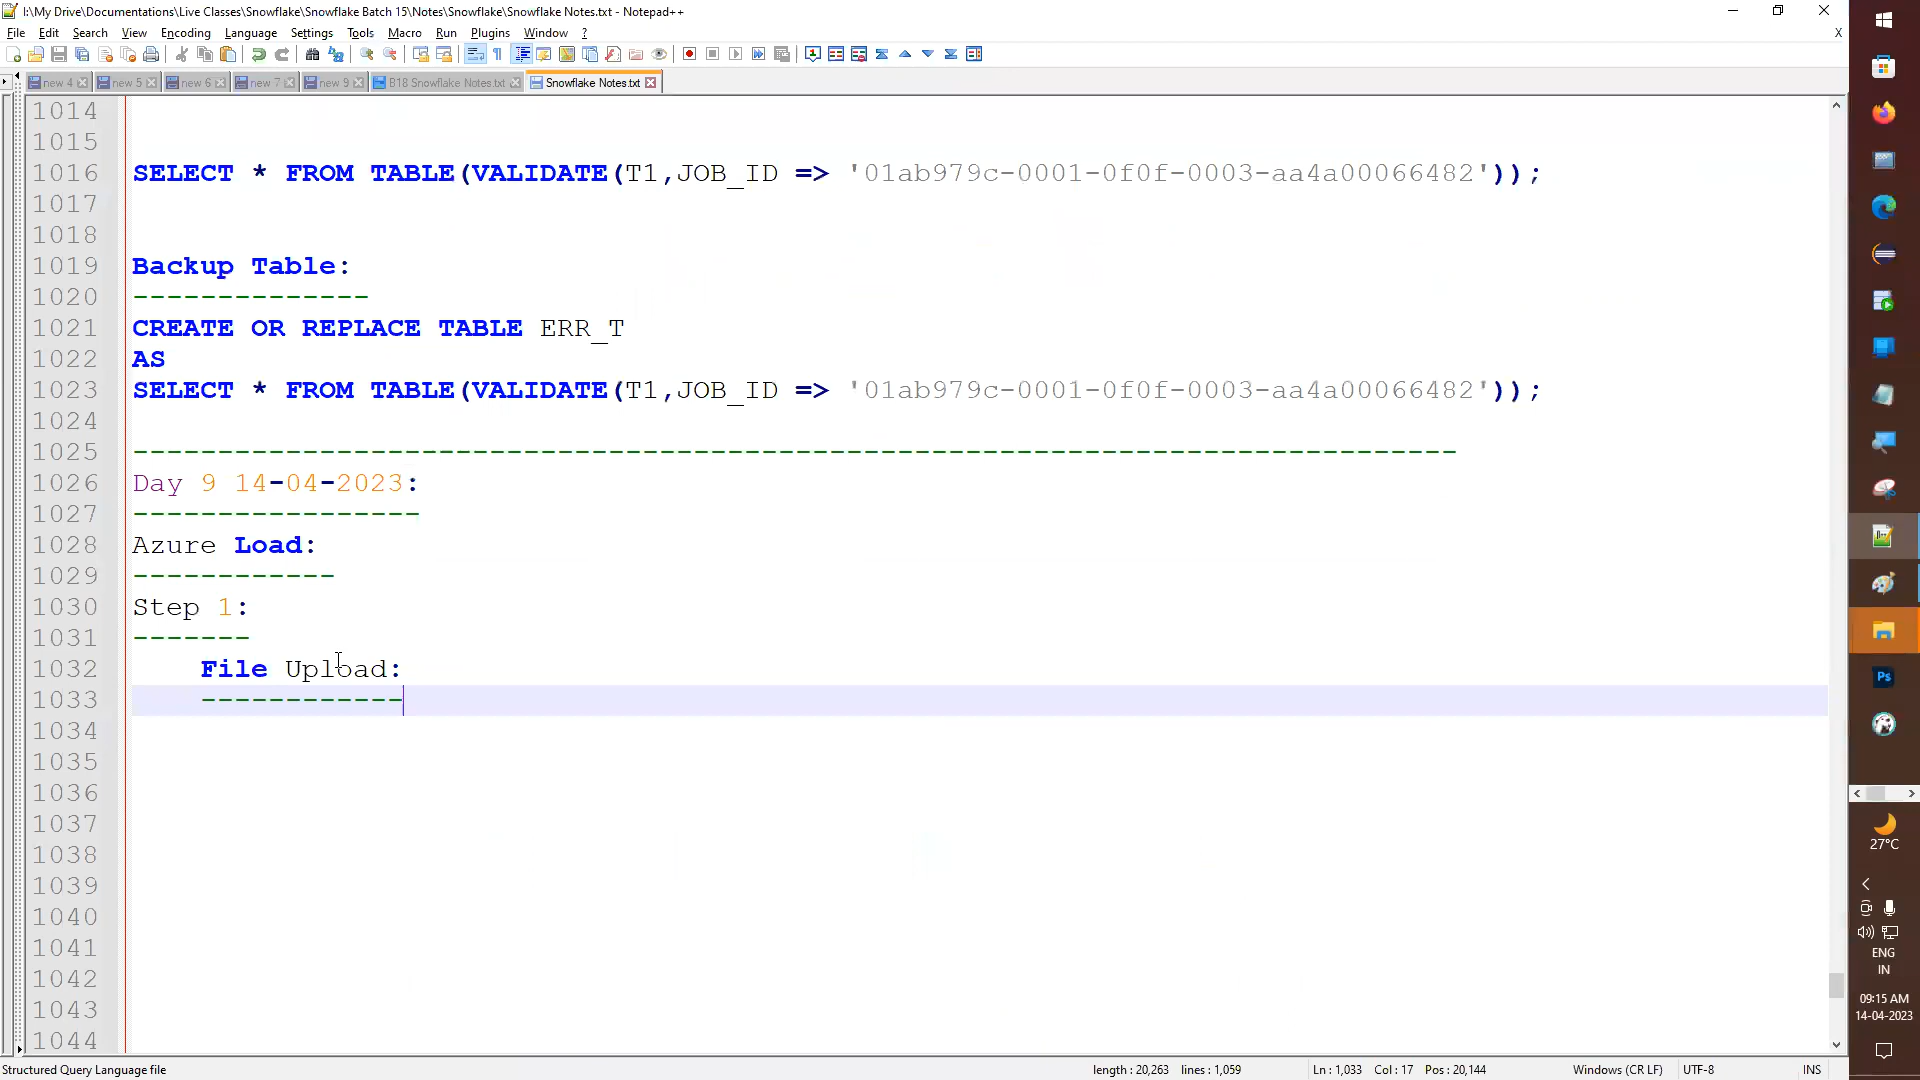 I:\My Drive\Documentations\Live Classes\Snowflake\Snowflake Batch 15\Notes\Snowflake\Snowflake Notes.txt - Notepad++
File Edit Search View Encoding Language Settings Tools Macro Run Plugins Window ?
X
new 4 new 5 new 6 new 7 new 9 B18 Snowflake Notes.txt Snowflake Notes.txt
1014
1015
1016 SELECT * FROM TABLE(VALIDATE(T1,JOB_ID => '01ab979c-0001-0f0f-0003-aa4a00066482'));
1017
1018
1019 Backup Table:
1020 --------------
1021 CREATE OR REPLACE TABLE ERR_T
1022 AS
1023 SELECT * FROM TABLE(VALIDATE(T1,JOB_ID => '01ab979c-0001-0f0f-0003-aa4a00066482'));
1024
1025 ------------------------------------------------------------------------------
1026 Day 9 14-04-2023:
1027 -----------------
1028 Azure Load:
1029 ------------
1030 Step 1:
1031 -------
1032 File Upload:
1033 ------------
1034
1035
1036
1037
1038
1039
1040
1041
1042
1043
1044
Structured Query Language file length : 20,263 lines : 1,059 Ln : 1,033 Col : 17 Pos : 20,144 Windows (CR LF) UTF-8 INS
Ps
27°C
ENG
IN
09:15 AM
14-04-2023